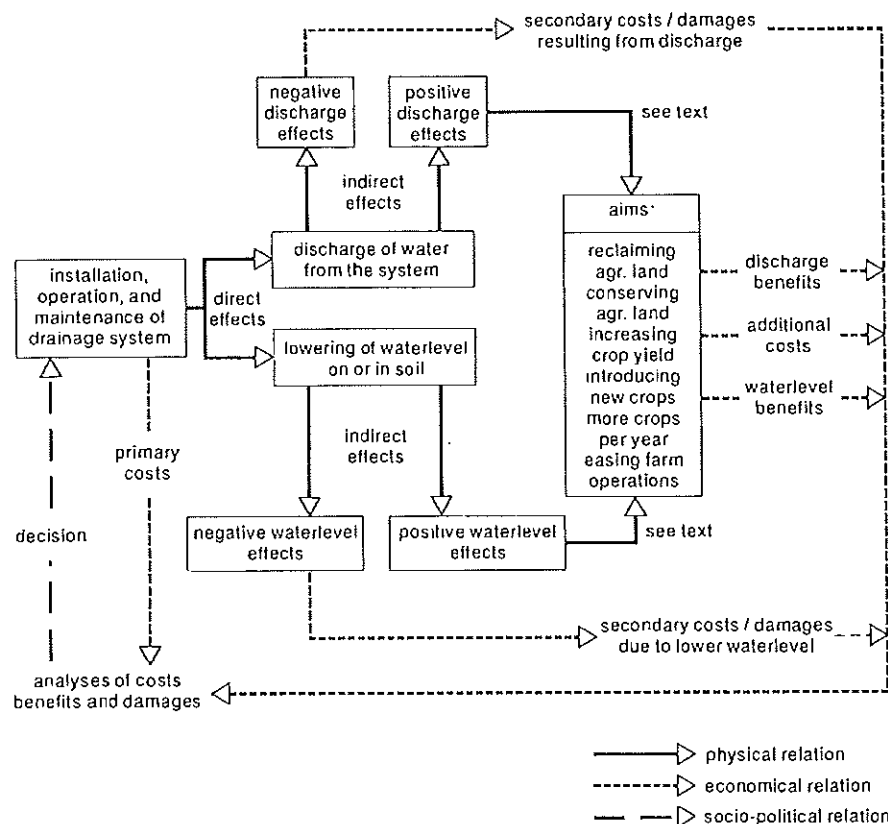 secondary costs / damages
resulting from discharge
negative
discharge
effects
positive
discharge
effects
see text
indirect
effects
aims
discharge of water
from the system
installation,
operation, and
maintenance of
drainage system
direct
effects
lowering of waterlevel
on or in soil
reclaiming
agr. land
conserving
agr. land
increasing
crop yield
introducing
new crops
more crops
per year
easing farm
operations
discharge
benefits
additional
costs
waterlevel
benefits
primary
costs
indirect
effects
decision
negative waterlevel
effects
positive waterlevel
effects
see text
secondary costs / damages
due to lower waterlevel
analyses of costs
benefits and damages
physical relation
economical relation
socio-political relation